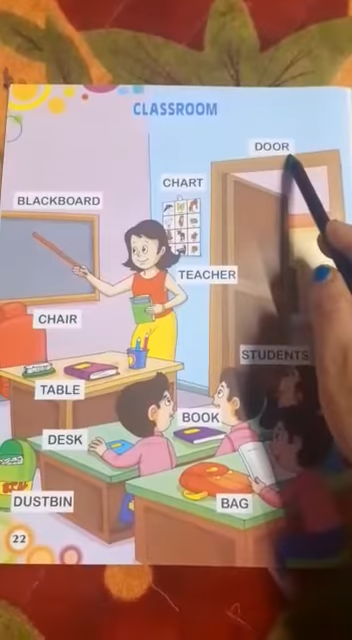 CLASSROOM
DOOR
CHART
BLACKBOARD
TEACHER
CHAIR
STUDENTS
TABLE
BOOK
DESK
BAG
DUSTBIN
22